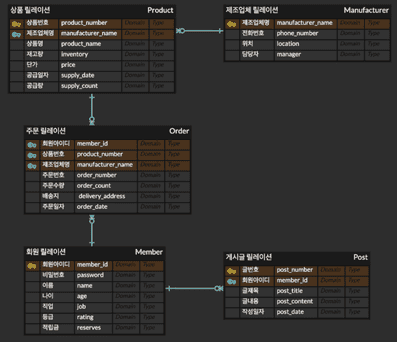 상품 릴레이션 Product
상품번호 product_number Domain Type
제조업체명 manufacturer_name Domain Type
상품명 product_name Domain Type
재고량 inventory Domain Type
단가 price Domain Type
공급일자 supply_date Domain Type
공급량 supply_count Domain Type
제조업체 릴레이션 Manufacturer
제조업체명 manufacturer_name Domain Type
전화번호 phone_number Domain Type
위치 location Domain Type
담당자 manager Domain Type
주문 릴레이션 Order
회원아이디 member_id Domain Type
상품번호 product_number Domain Type
제조업체명 manufacturer_name Domain Type
주문번호 order_number Domain Type
주문수량 order_count Domain Type
배송지 delivery_address Domain Type
주문일자 order_date Domain Type
회원 릴레이션 Member
회원아이디 member_id Domain Type
비밀번호 password Domain Type
이름 name Domain Type
나이 age Domain Type
직업 job Domain Type
등급 rating Domain Type
적립금 reserves Domain Type
게시글 릴레이션 Post
글번호 post_number Domain Type
회원아이디 member_id Domain Type
글제목 post_title Domain Type
글내용 post_content Domain Type
작성일자 post_date Domain Type